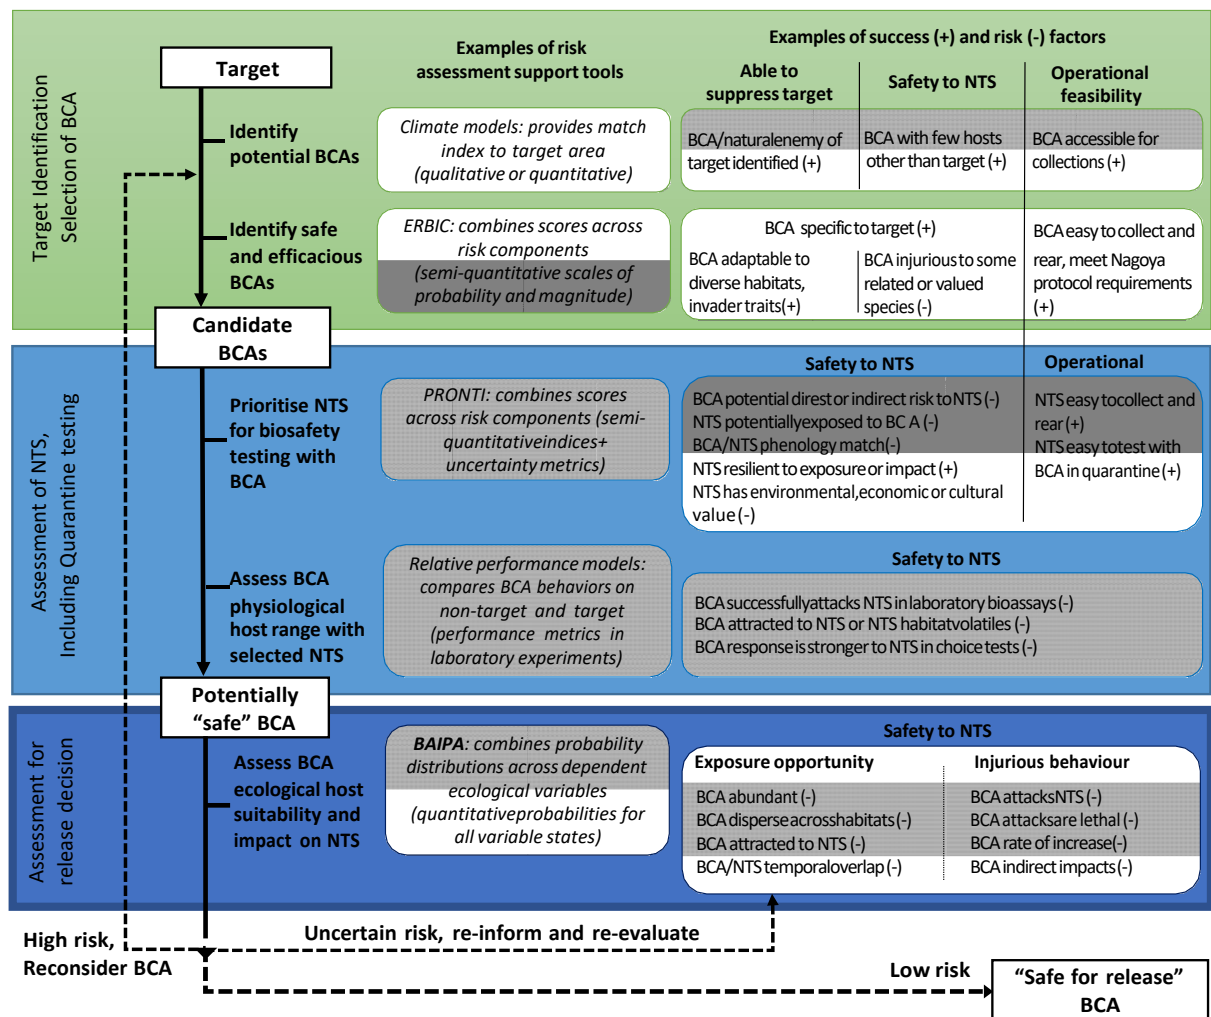 Target Identification
Selection of BCA
Target
Identify
potential BCAs
Identify safe
and efficacious
BCAs
Candidate
BCAs
Examples of risk
assessment support tools
Climate models: provides match
index to target area
(qualitative or quantitative)
ERBIC: combines scores across
risk components
(semi-quantitative scales of
probability and magnitude)
Examples of success (+) and risk (-) factors
Able to
suppress target
Safety to NTS
Operational
feasibility
BCA/naturalenemy of
target identified (+)
BCA with few hosts
other than target (+)
BCA accessible for
collections (+)
BCA specific to target (+)
BCA adaptable to
diverse habitats,
invader traits(+)
BCA injurious to some
related or valued
species (-)
BCA easy to collect and
rear, meet Nagoya
protocol requirements
(+)
Assessment of NTS,
Including Quarantine testing
Prioritise NTS
for biosafety
testing with
BCA
Assess BCA
physiological
host range with
selected NTS
Potentially
“safe” BCA
PRONTI: combines scores
across risk components (semi-
quantitativeindices+
uncertainty metrics)
Relative performance models:
compares BCA behaviors on
non-target and target
(performance metrics in
laboratory experiments)
Safety to NTS
Operational
BCA potential direst or indirect risk to NTS (-)
NTS potentiallyexposed to BC A (-)
BCA/NTS phenology match(-)
NTS resilient to exposure or impact (+)
NTS has environmental,economic or cultural
value (-)
NTS easy tocollect and
rear (+)
NTS easy totest with
BCA in quarantine (+)
Safety to NTS
BCA successfullyattacks NTS in laboratory bioassays (-)
BCA attracted to NTS or NTS habitatvolatiles (-)
BCA response is stronger to NTS in choice tests (-)
Assessment for
release decision
Assess BCA
ecological host
suitability and
impact on NTS
BAIPA: combines probability
distributions across dependent
ecological variables
(quantitativeprobabilities for
all variable states)
Safety to NTS
Exposure opportunity
BCA abundant (-)
BCA disperse acrosshabitats(-)
BCA attracted to NTS (-)
BCA/NTS temporaloverlap (-)
Injurious behaviour
BCA attacksNTS (-)
BCA attacksare lethal (-)
BCA rate of increase(-)
BCA indirect impacts (-)
High risk,
Reconsider BCA
Uncertain risk, re-inform and re-evaluate
Low risk
“Safe for release”
BCA